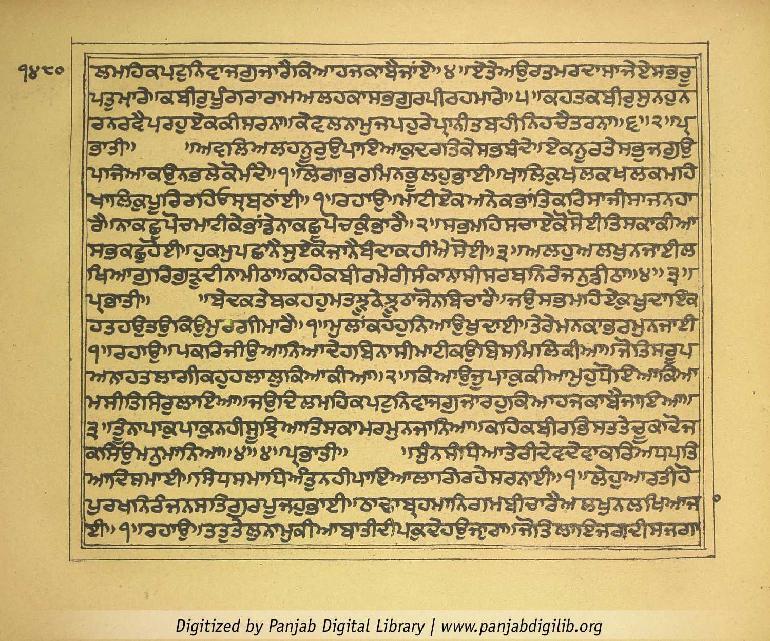 ੧੪੮੦
ਲਮਹਿਕਪਟੁਨਿਵਾਜਗੁਜਾਰੈਕਿਆਹਜਕਾਬੈਜਾਂਏ॥੪॥ਏਤੇਅਉਰਤਮਰਦਾਸਾਜੇਏਸਭਰੂ
ਪਤੁਮਾਰੇ॥ਕਬੀਰੁਪੂੰਗਰਾਰਾਮਅਲਹਕਾਸਭਗੁਰਪੀਰਹਮਾਰੇ॥੫॥ਕਹਤਕਬੀਰੁਸੁਨਹੁਨ
ਰਨਰਵੈਪਰਹੁਏਕਕੀਸਰਨਾ॥ਕੇਵਲਨਾਮੁਜਪਹੁਰੇਪ੍ਰਾਨੀਤਬਹੀਨਿਹਚੈਤਰਨਾ॥੬॥੨॥ਪ੍ਰ
ਭਾਤੀ॥ ॥ਅਵਲਿਅਲਹਨੂਰੁਉਪਾਇਆਕੁਦਰਤਿਕੇਸਭਬੰਦੇ॥ਏਕਨੂਰਤੇਸਭੁਜਗੁਉ
ਪਜਿਆਕਉਨਭਲੇਕੋਮੰਦੇ॥੧॥ਲੋਗਾਭਰਮਿਨਭੂਲਹੁਭਾਈ॥ਖਾਲਿਕੁਖਲਕਖਲਕਮਹਿ
ਖਾਲਿਕੁਪੂਰਿਰਹਿਓਸ੍ਰਬਠਾਂਈ॥੧॥ਰਹਾਉ॥ਮਾਟੀਏਕਅਨੇਕਭਾਂਤਿਕਰਿਸਾਜੀਸਾਜਨਹਾ
ਰੈ॥ਨਾਕਛੁਪੋਚਮਾਟੀਕੇਭਾਂਡੇਨਾਕਛੁਪੋਚਕੁੰਭਾਰੈ॥੨॥ਸਭਮਹਿਸਚਾਏਕੋਸੋਈਤਿਸਕਾਕੀਆ
ਸਭਕਛੁਹੋਈ॥ਹੁਕਮੁਪਛਾਨੈਸੁਏਕੋਜਾਨੈਬੰਦਾਕਹੀਐਸੋਈ॥੩॥ਅਲਹੁਅਲਖੁਨਜਾਈਲ
ਖਿਆਗੁਰਿਗੁੜੁਦੀਨਾਮੀਠਾ॥ਕਹਿਕਬੀਰਮੇਰੀਸੰਕਾਨਾਸੀਸਰਬਨਿਰੰਜਨੁਡੀਠਾ॥੪॥੩॥
ਪ੍ਰਭਾਤੀ॥ ॥ਬੇਦਕਤੇਬਕਹਹੁਮਤਝੂਠੇਝੂਠਾਜੋਨਬਿਚਾਰੈ॥ਜਉਸਭਮਹਿਏਕੁਖੁਦਾਇਕ
ਹਤਹਉਤਉਕਿਉਮੁਰਗੀਮਾਰੈ॥੧॥ਮੁਲਾਂਕਹਹੁਨਿਆਉਖੁਦਾਈ॥ਤੇਰੇਮਨਕਾਭਰਮੁਨਜਾਈ
੧॥ਰਹਾਉ॥ਪਕਰਿਜੀਉਆਨਿਆਦੇਹਬਿਨਾਸੀਮਾਟੀਕਉਬਿਸਮਿਲਿਕੀਆ॥ਜੋਤਿਸਰੂਪ
ਅਨਾਹਤਲਾਗੀਕਹੁਹਲਾਲੁਕਿਆਕੀਆ॥੨॥ਕਿਆਉਜੂਪਾਕੁਕੀਆਮੁਹੁਧੋਇਆਕਿਆ
ਮਸੀਤਿਸਿਰੁਲਾਇਆ॥ਜਉਦਿਲਮਹਿਕਪਟੁਨਿਵਾਜਗੁਜਾਰਹੁਕਿਆਹਜਕਾਬੈਜਾਇਆ॥
੩॥ਤੂੰਨਾਪਾਕੁਪਾਕੁਨਹੀਸੂਝਿਆਤਿਸਕਾਮਰਮੁਨਜਾਨਿਆ॥ਕਹਿਕਬੀਰਭਿਸਤਤੇਚੂਕਾਦੋਜ
ਕਸਿਉਮਨੁਮਾਨਿਆ॥੪॥੪॥ਪ੍ਰਭਾਤੀ॥ ॥ਸੁੰਨਸੰਧਿਆਤੇਰੀਦੇਵਦੇਵਾਕਰਿਅਧਪਤਿ
ਆਦਿਸਮਾਈ॥ਸਿਧਸਮਾਧਿਅੰਤੁਨਹੀਪਾਇਆਲਾਗਿਰਹੇਸਰਨਾਈ॥੧॥ਲੇਹੁਆਰਤੀਹੋ
ਪੁਰਖਨਿਰੰਜਨਸਤਿਗੁਰਪੂਜਹੁਭਾਈ॥ਠਾਢਾਬ੍ਰਹਮਾਨਿਗਮਬੀਚਾਰੈਅਲਖੁਨਲਖਿਆਜ
ਈ॥੧॥ਰਹਾਉ॥ਤਤੁਤੇਲੁਨਾਮੁਕੀਆਬਾਤੀਦੀਪਕੁਦੇਹਉਜ੍ਯਾਰਾ॥ਜੋਤਿਲਾਇਜਗਦੀਸਜਗਾ
Digitized by Panjab Digital Library | www.panjabdigilib.org